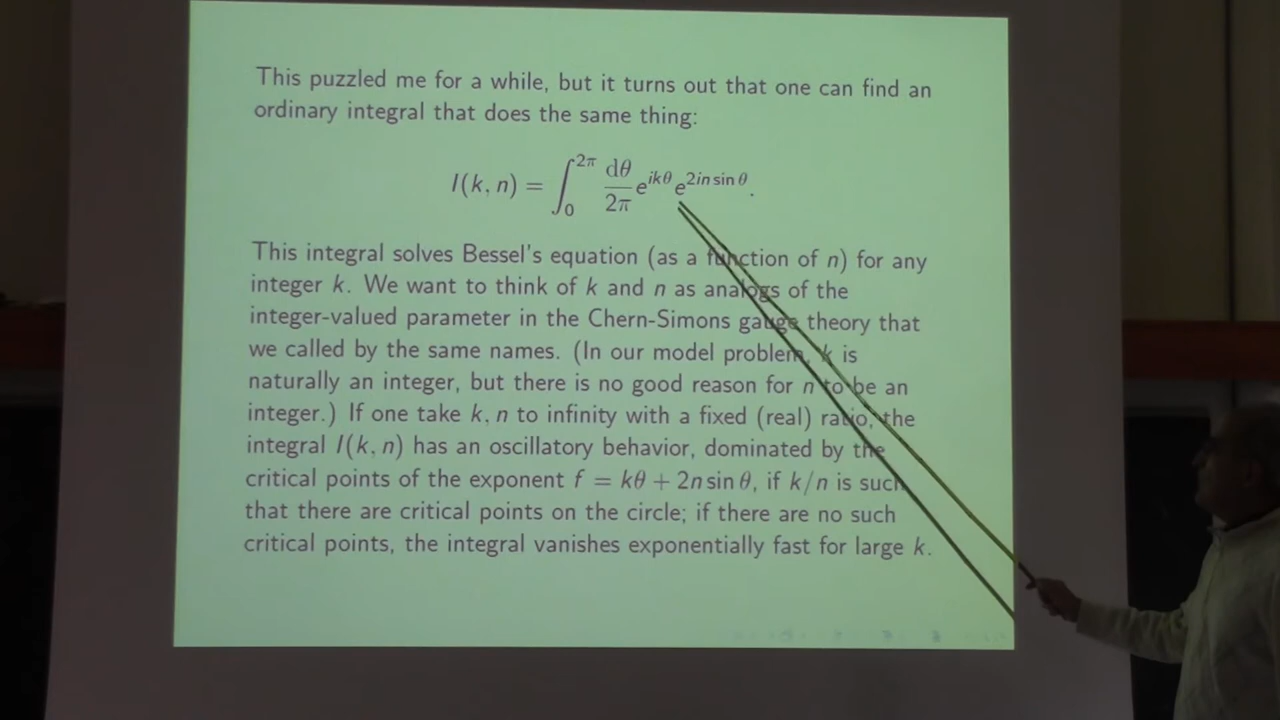 This puzzled me for a while, but it turns out that one can find an
ordinary integral that does the same thing:
I(k, n) = ∫₀^{2π} dθ/2π e^{ikθ} e^{2in sin θ}.
This integral solves Bessel's equation (as a function of n) for any
integer k. We want to think of k and n as analogs of the
integer-valued parameter in the Chern-Simons gauge theory that
we called by the same names. (In our model problem, k is
naturally an integer, but there is no good reason for n to be an
integer.) If one take k, n to infinity with a fixed (real) ratio, the
integral I(k, n) has an oscillatory behavior, dominated by the
critical points of the exponent f = kθ + 2n sin θ, if k/n is such
that there are critical points on the circle; if there are no such
critical points, the integral vanishes exponentially fast for large k.